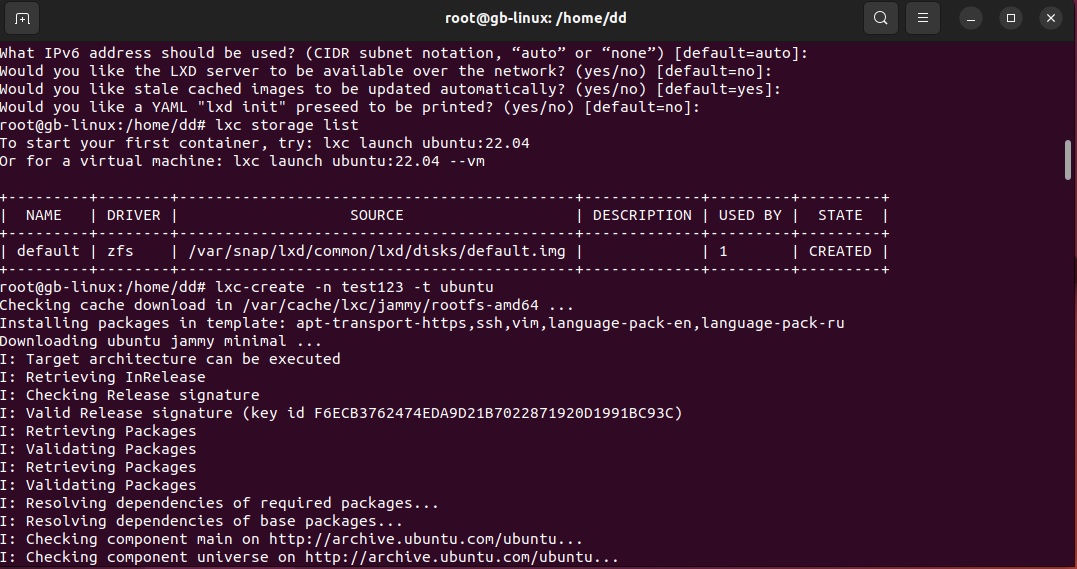 root@gb-linux: /home/dd
What IPv6 address should be used? (CIDR subnet notation, “auto” or “none”) [default=auto]:
Would you like the LXD server to be available over the network? (yes/no) [default=no]:
Would you like stale cached images to be updated automatically? (yes/no) [default=yes]:
Would you like a YAML "lxd init" preseed to be printed? (yes/no) [default=no]:
root@gb-linux:/home/dd# lxc storage list
To start your first container, try: lxc launch ubuntu:22.04
Or for a virtual machine: lxc launch ubuntu:22.04 --vm
+---------+--------+--------------------------------------------+-------------+---------+---------+
|  NAME   | DRIVER |                   SOURCE                   | DESCRIPTION | USED BY |  STATE  |
+---------+--------+--------------------------------------------+-------------+---------+---------+
| default | zfs    | /var/snap/lxd/common/lxd/disks/default.img |             | 1       | CREATED |
+---------+--------+--------------------------------------------+-------------+---------+---------+
root@gb-linux:/home/dd# lxc-create -n test123 -t ubuntu
Checking cache download in /var/cache/lxc/jammy/rootfs-amd64 ...
Installing packages in template: apt-transport-https,ssh,vim,language-pack-en,language-pack-ru
Downloading ubuntu jammy minimal ...
I: Target architecture can be executed
I: Retrieving InRelease
I: Checking Release signature
I: Valid Release signature (key id F6ECB3762474EDA9D21B7022871920D1991BC93C)
I: Retrieving Packages
I: Validating Packages
I: Retrieving Packages
I: Validating Packages
I: Resolving dependencies of required packages...
I: Resolving dependencies of base packages...
I: Checking component main on http://archive.ubuntu.com/ubuntu...
I: Checking component universe on http://archive.ubuntu.com/ubuntu...